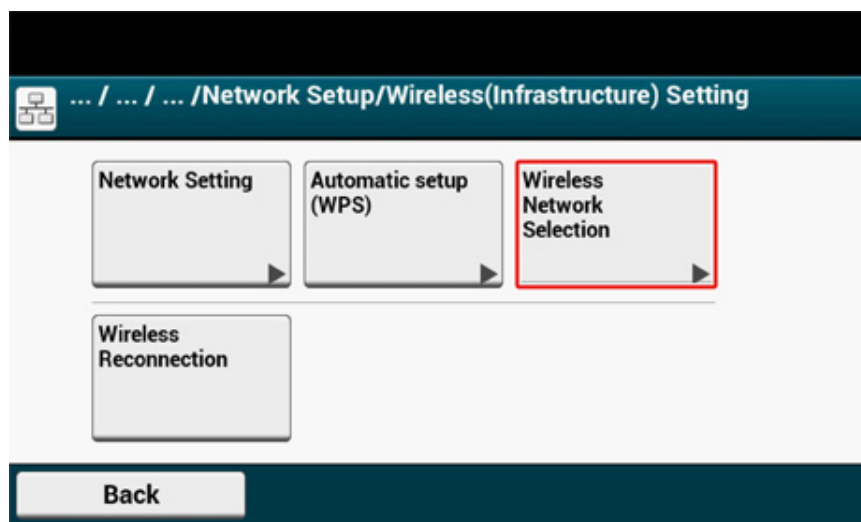 ... / ... / ... /Network Setup/Wireless(Infrastructure) Setting
Network Setting
Automatic setup
(WPS)
Wireless
Network
Selection
Wireless
Reconnection
Back